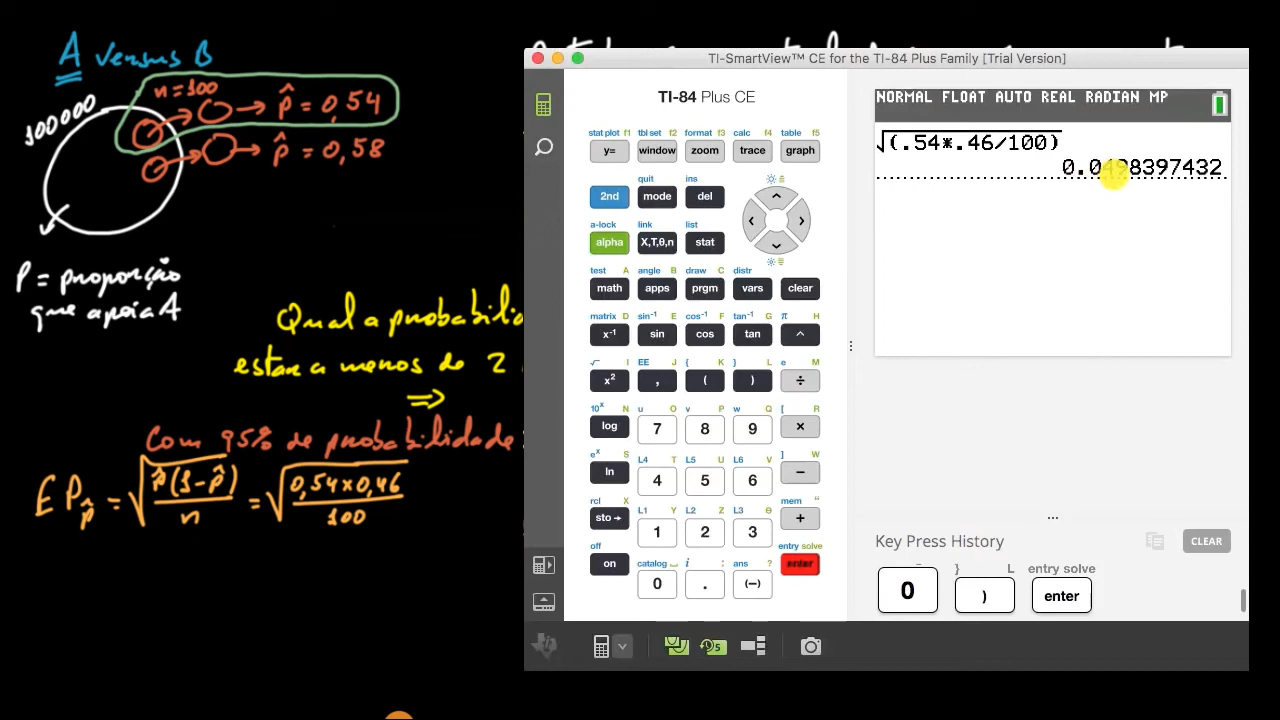 A versus B
100000
n = 100
p̂ = 0,54
p̂ = 0,58
P = proporção
que apoia A
Qual a probabilid
estar a menos de 2
⇒
Com 95% de probabilidade
EPp̂ = √p̂(1-p̂)/n = √0,54 x 0,46/100
TI-SmartView™ CE for the TI-84 Plus Family [Trial Version]
TI-84 Plus CE
stat plot f1 tbl set f2 format f3 calc f4 table f5
y= window zoom trace graph
quit ins
2nd mode del
a-lock link list
alpha X,T,θ,n stat
test A angle B draw C distr
math apps prgm vars clear
matrix D sin⁻¹ E cos⁻¹ F tan⁻¹ G π H
x⁻¹ sin cos tan ^
√ I EE J { K } L e M
x² , ( ) ÷
10ˣ N u O v P w Q [ R
log 7 8 9 ×
eˣ S L4 T L5 U L6 V ] W
ln 4 5 6 −
rcl X L1 Y L2 Z L3 θ mem “
sto→ 1 2 3 +
off catalog ␣ i : ans ? entry solve
on 0 . (−) enter
NORMAL FLOAT AUTO REAL RADIAN MP
√(.54*.46/100)
0.0498397432
Key Press History
CLEAR
} L entry solve
0 ) enter
5